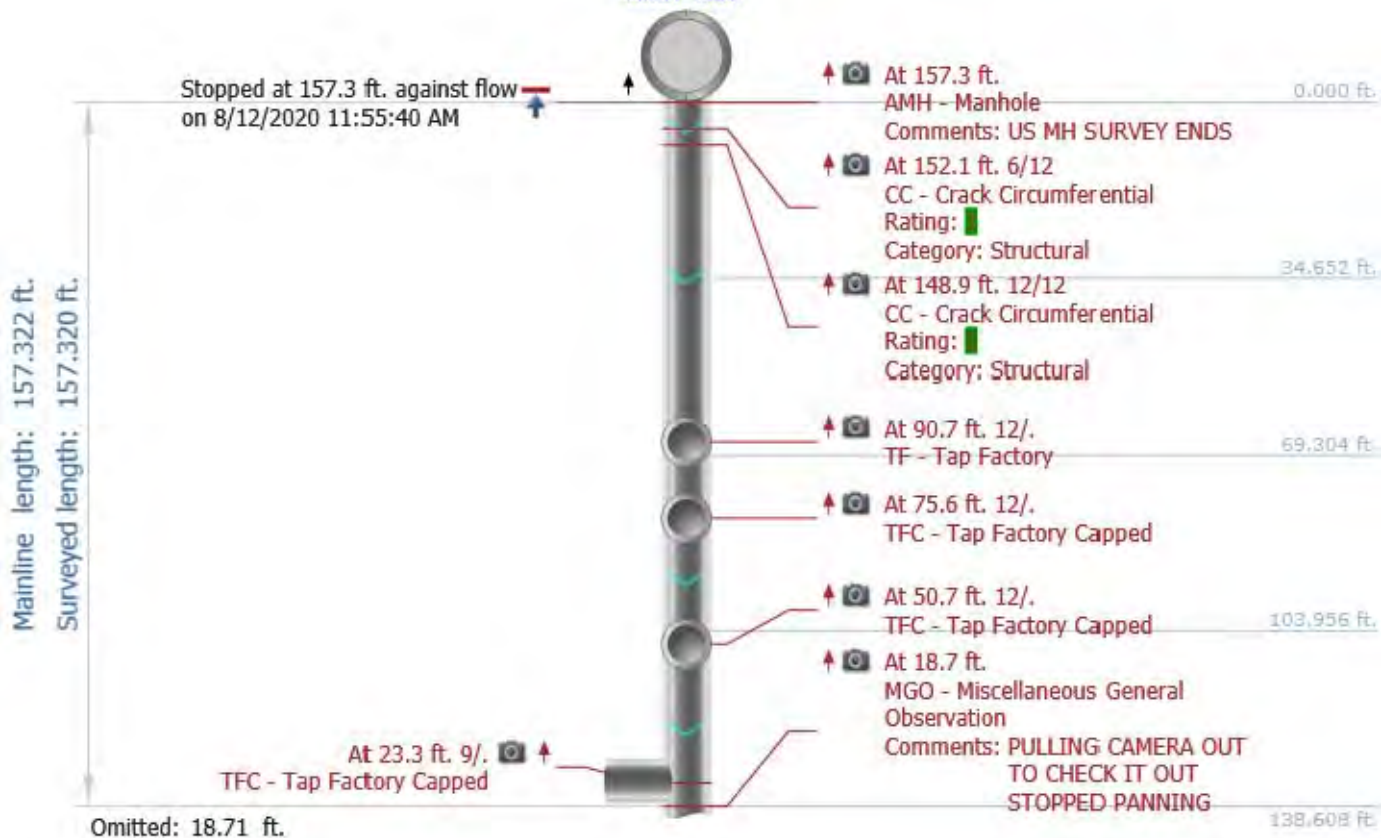 Stopped at 157.3 ft. against flow
on 8/12/2020 11:55:40 AM
At 157.3 ft.
AMH - Manhole
Comments: US MH SURVEY ENDS
0.000 ft.
At 152.1 ft. 6/12
CC - Crack Circumferential
Rating:
Category: Structural
34.652 ft.
At 148.9 ft. 12/12
CC - Crack Circumferential
Rating:
Category: Structural
Mainline length: 157.322 ft.
Surveyed length: 157.320 ft.
At 90.7 ft. 12/.
TF - Tap Factory
69.304 ft.
At 75.6 ft. 12/.
TFC - Tap Factory Capped
At 50.7 ft. 12/.
TFC - Tap Factory Capped
103.956 ft.
At 18.7 ft.
MGO - Miscellaneous General
Observation
Comments: PULLING CAMERA OUT
TO CHECK IT OUT
STOPPED PANNING
At 23.3 ft. 9/.
TFC - Tap Factory Capped
138.608 ft.
Omitted: 18.71 ft.